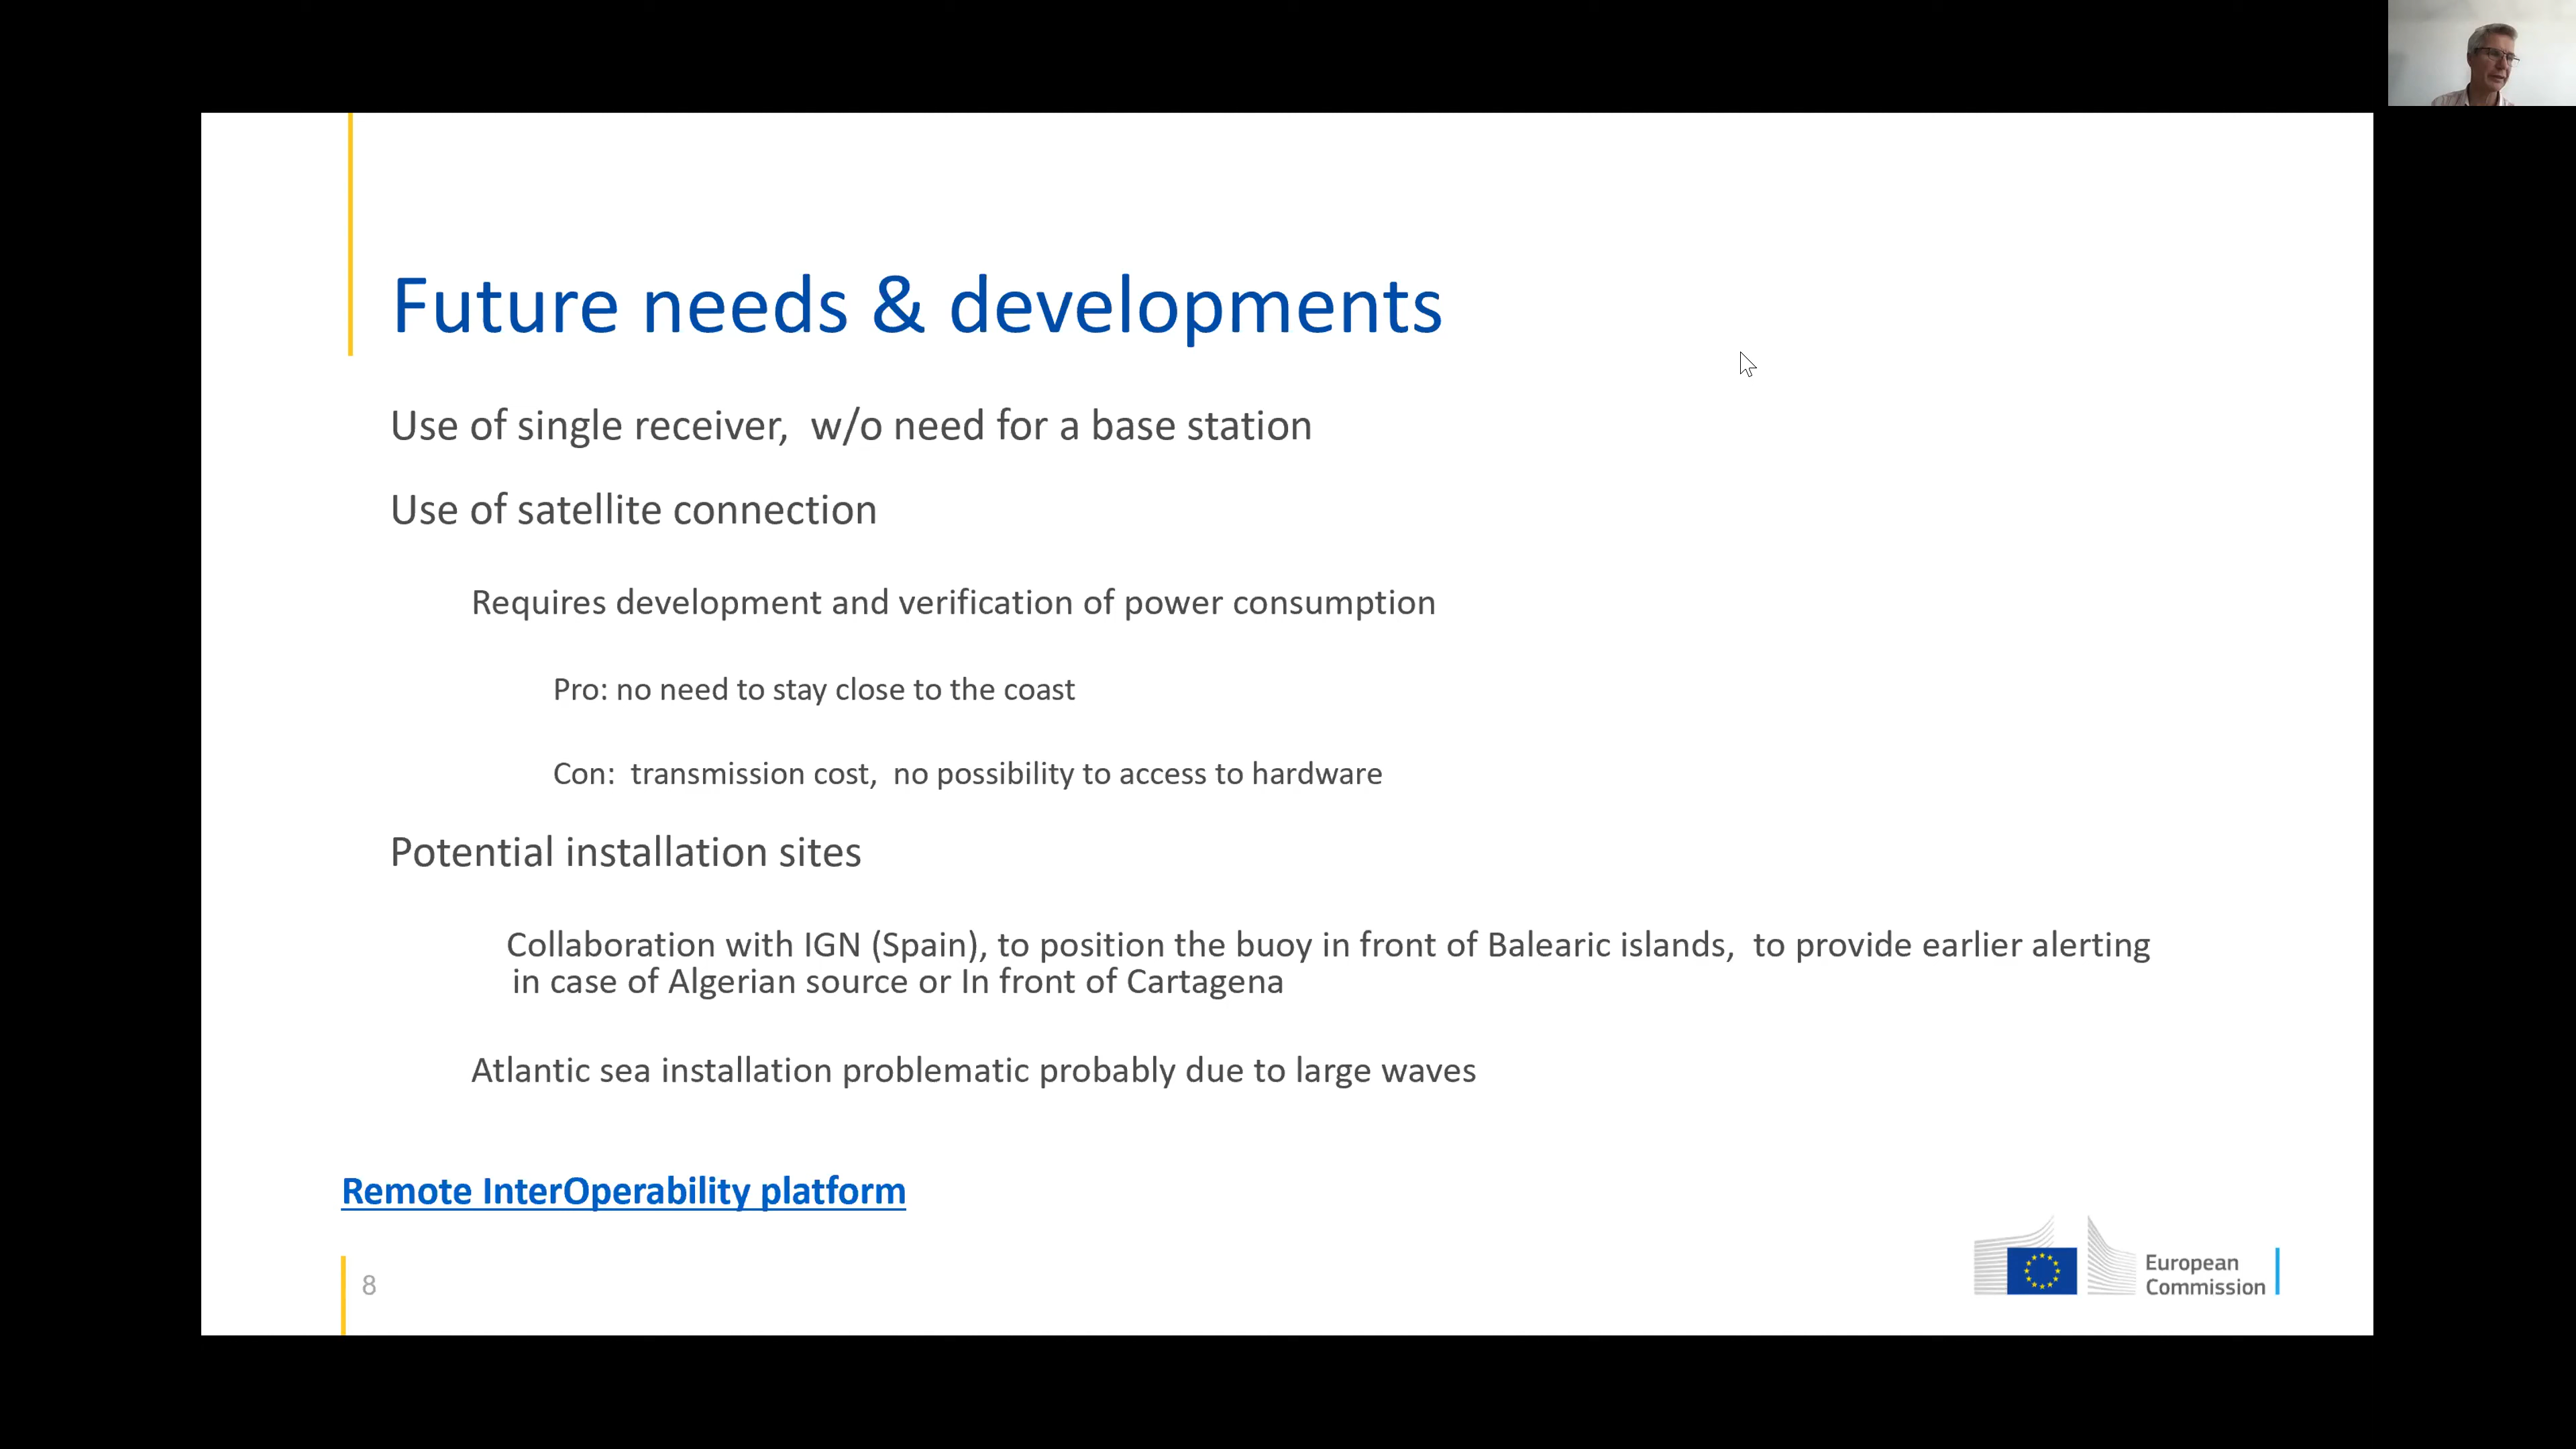 Future needs & developments
Use of single receiver,  w/o need for a base station
Use of satellite connection
Requires development and verification of power consumption
Pro: no need to stay close to the coast
Con:  transmission cost,  no possibility to access to hardware
Potential installation sites
Collaboration with IGN (Spain), to position the buoy in front of Balearic islands,  to provide earlier alerting
in case of Algerian source or In front of Cartagena
Atlantic sea installation problematic probably due to large waves
Remote InterOperability platform
8
European
Commission